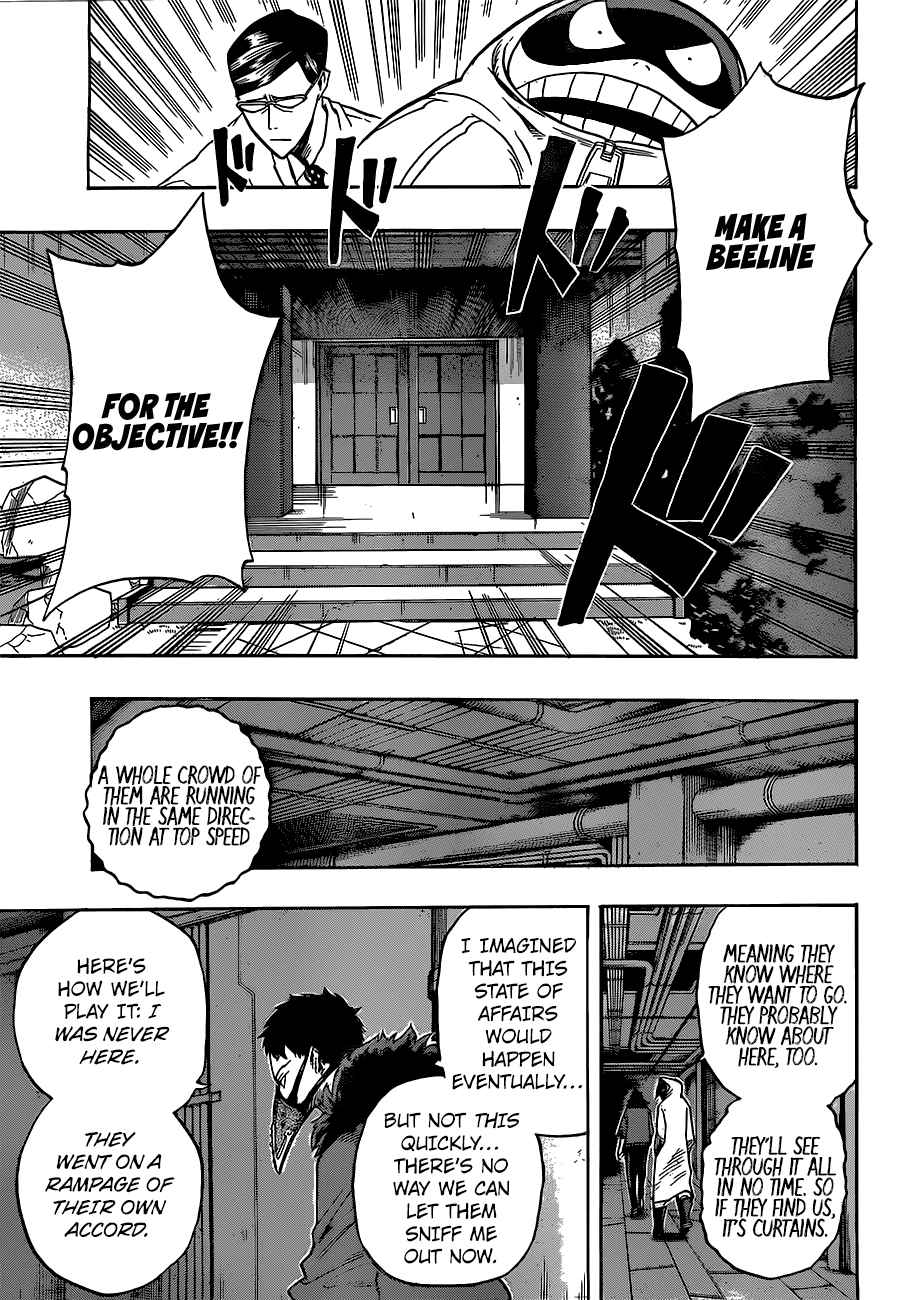 MAKE A
BEELINE
ドドドドド
FOR THE
OBJECTIVE!!
A WHOLE CROWD OF
THEM ARE RUNNING
IN THE SAME DIREC-
TION AT TOP SPEED
MEANING THEY
KNOW WHERE
THEY WANT TO GO.
THEY PROBABLY
KNOW ABOUT
HERE, TOO.
THEY'LL SEE
THROUGH IT ALL
IN NO TIME. SO
IF THEY FIND US,
IT'S CURTAINS.
I IMAGINED
THAT THIS
STATE OF
AFFAIRS
WOULD
HAPPEN
EVENTUALLY...
BUT NOT THIS
QUICKLY...
THERE'S NO
WAY WE CAN
LET THEM
SNIFF ME
OUT NOW.
HERE'S
HOW WE'LL
PLAY IT: I
WAS NEVER
HERE.
THEY
WENT ON A
RAMPAGE OF
THEIR OWN
ACCORD.